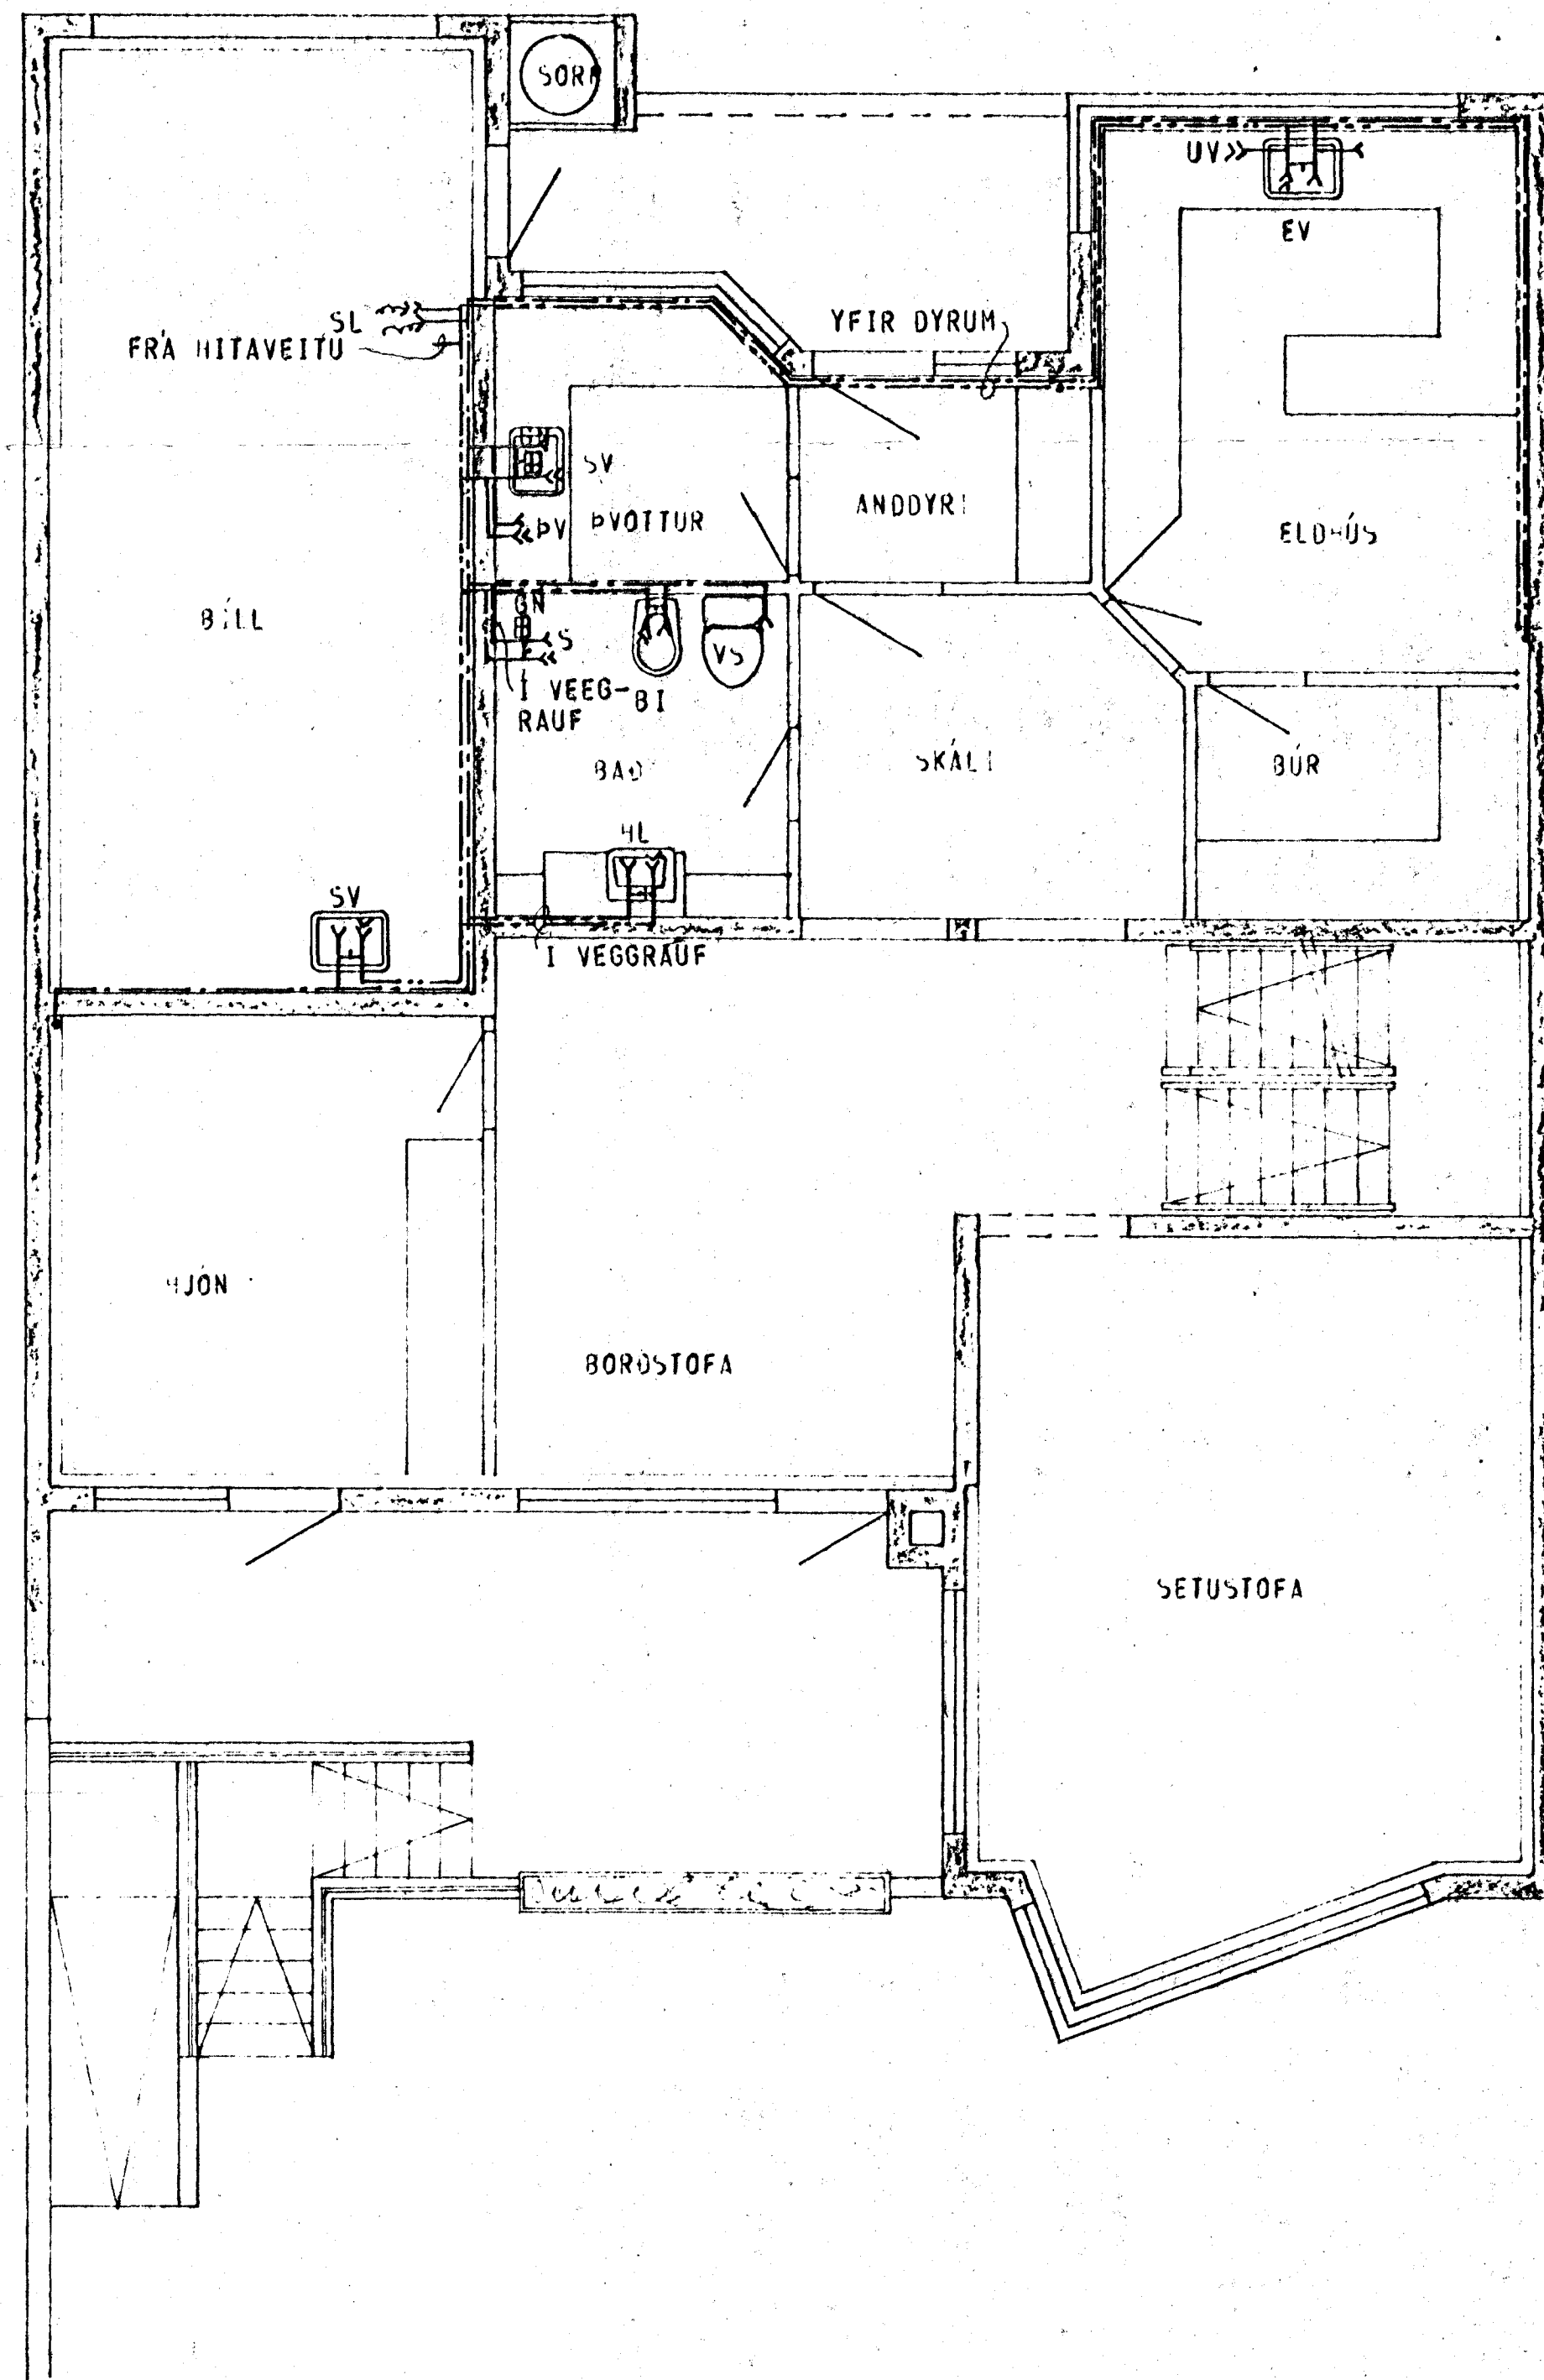 SORP
UV
EV
YFIR DYRUM
SL
FRÁ HITAVEITU
SV
ÞV
ÞVOTTUR
ANDDYRI
ELDHÚS
BÍLL
GN
S
VS
Í VEEG-
RAUF
BI
BAÐ
SKÁLI
BÚR
HL
SV
Í VEGGRAUF
HJÓN
BORÐSTOFA
SETUSTOFA